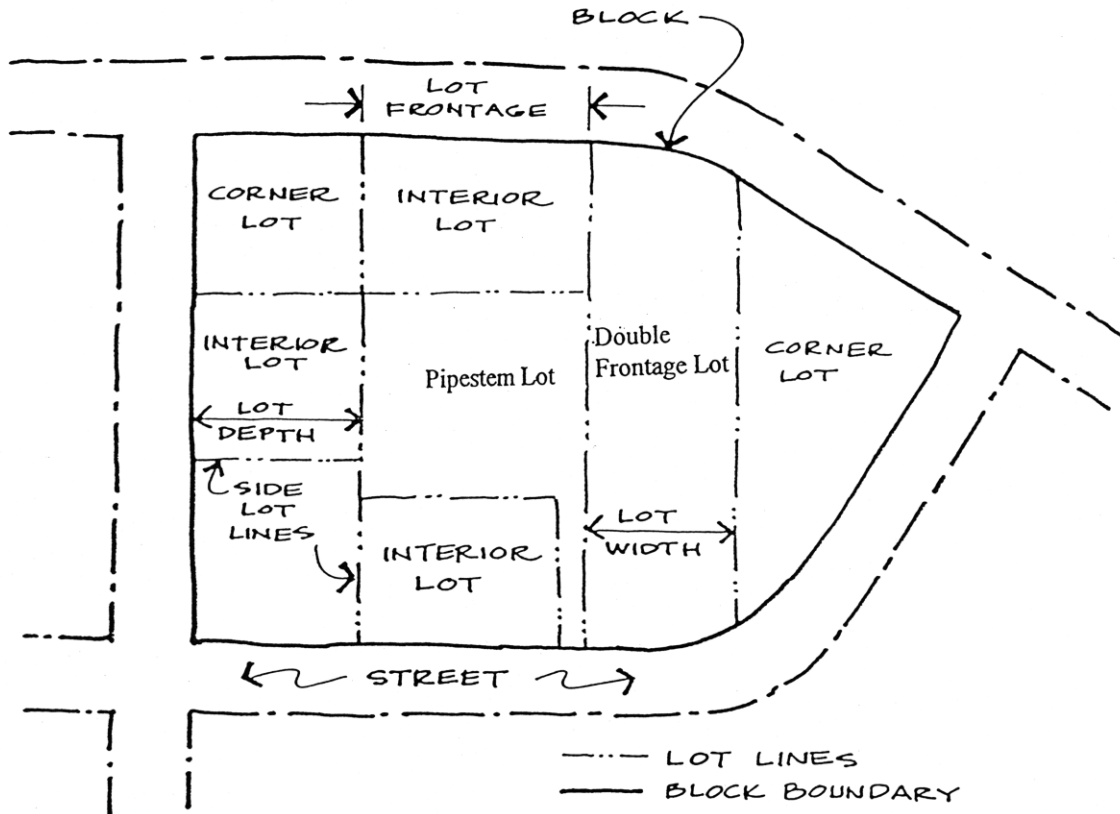 BLOCK
LOT
FRONTAGE
CORNER
LOT
INTERIOR
LOT
INTERIOR
LOT
Pipestem Lot
Double
Frontage Lot
CORNER
LOT
LOT
DEPTH
SIDE
LOT
LINES
INTERIOR
LOT
LOT
WIDTH
STREET
LOT LINES
BLOCK BOUNDARY